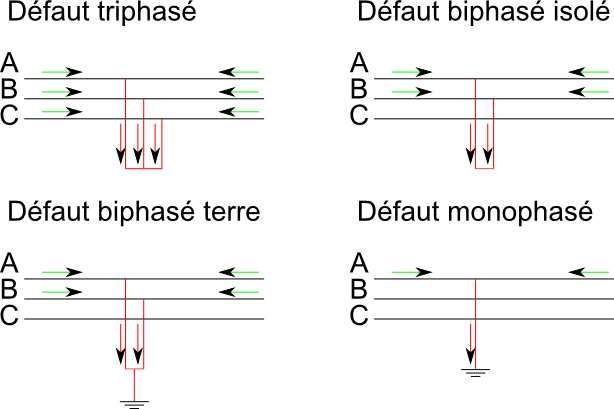 Défaut triphasé
A
B
C
Défaut biphasé isolé
A
B
C
Défaut biphasé terre
A
B
C
Défaut monophasé
A
B
C